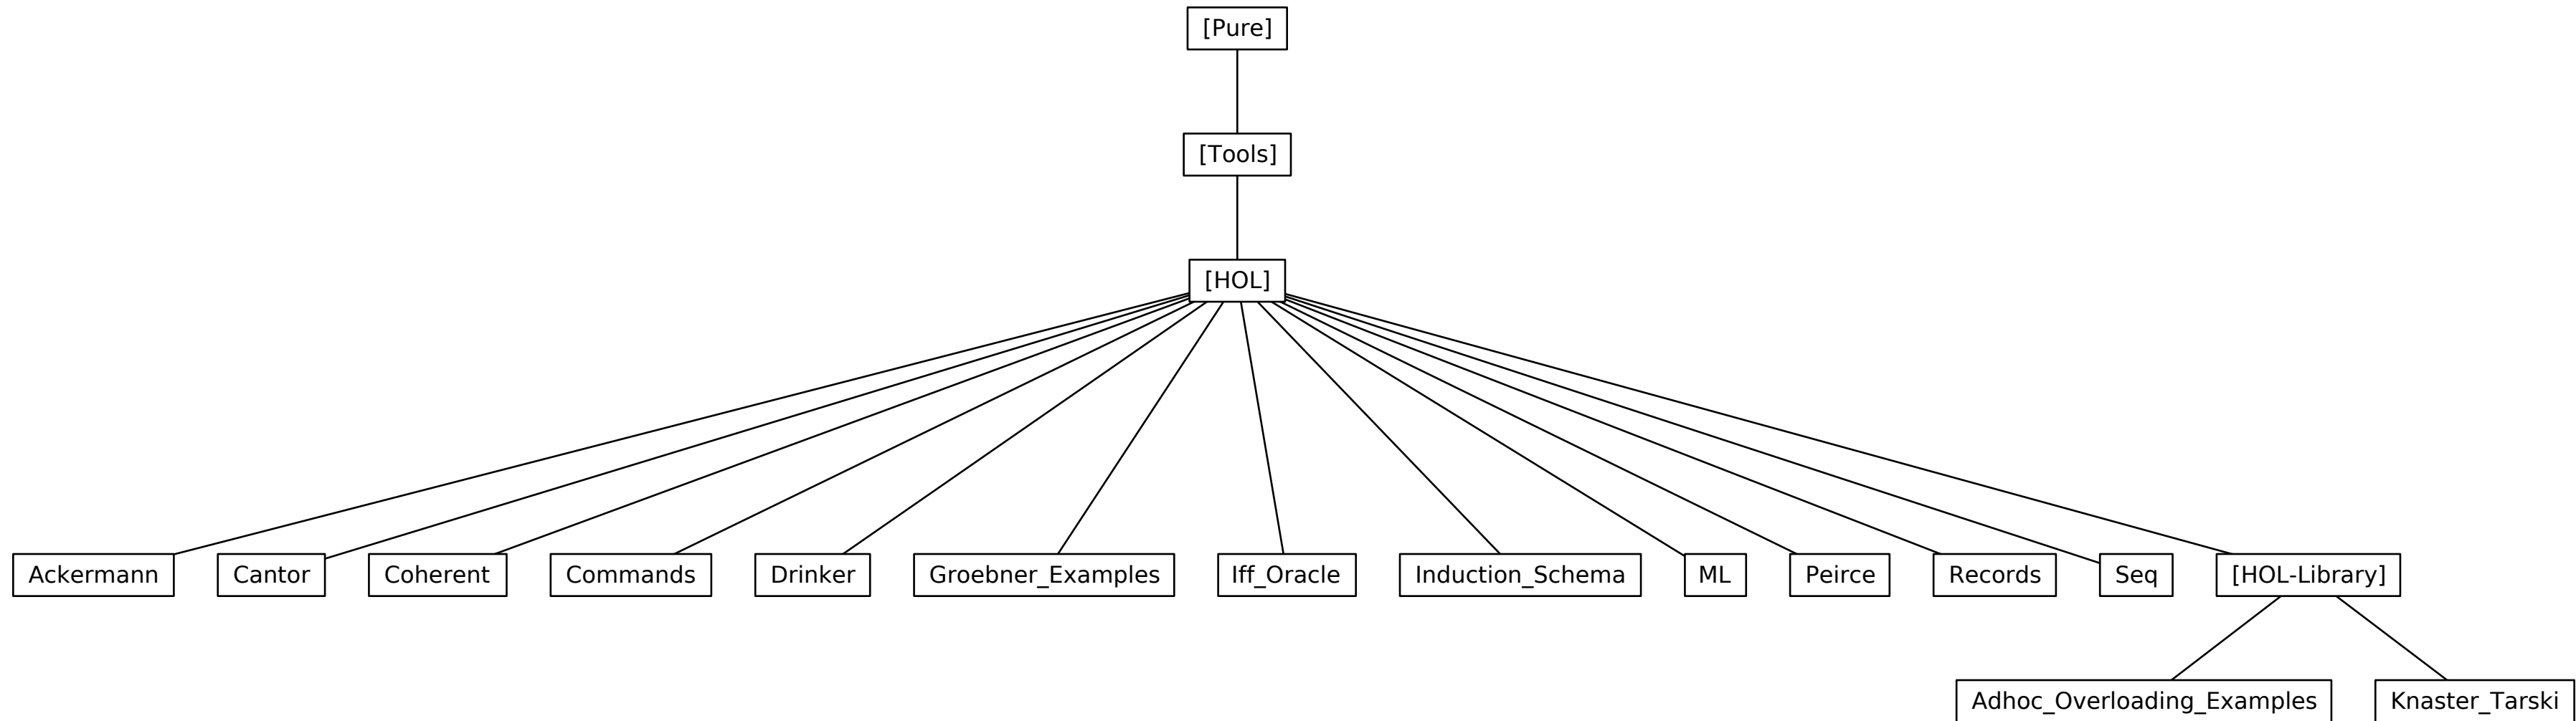 [Pure]
[Tools]
[HOL]
Ackermann
Cantor
Coherent
Commands
Drinker
Groebner_Examples
Iff_Oracle
Induction_Schema
ML
Peirce
Records
Seq
[HOL-Library]
Adhoc_Overloading_Examples
Knaster_Tarski